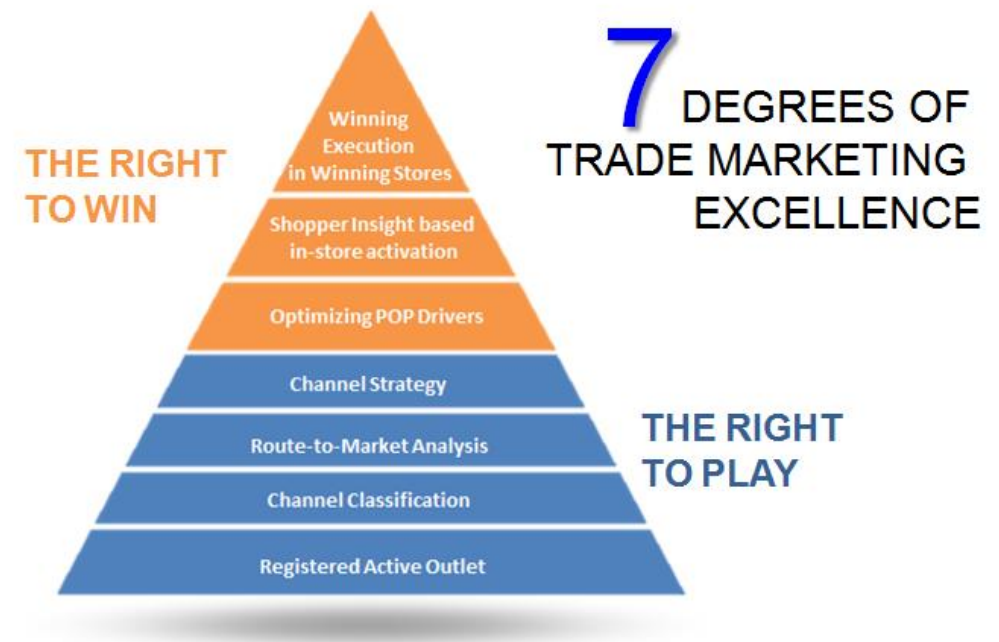 7 DEGREES OF
TRADE MARKETING
EXCELLENCE
THE RIGHT
TO WIN
Winning
Execution
in Winning Stores
Shopper Insight based
in-store activation
Optimizing POP Drivers
Channel Strategy
Route-to-Market Analysis
Channel Classification
Registered Active Outlet
THE RIGHT
TO PLAY